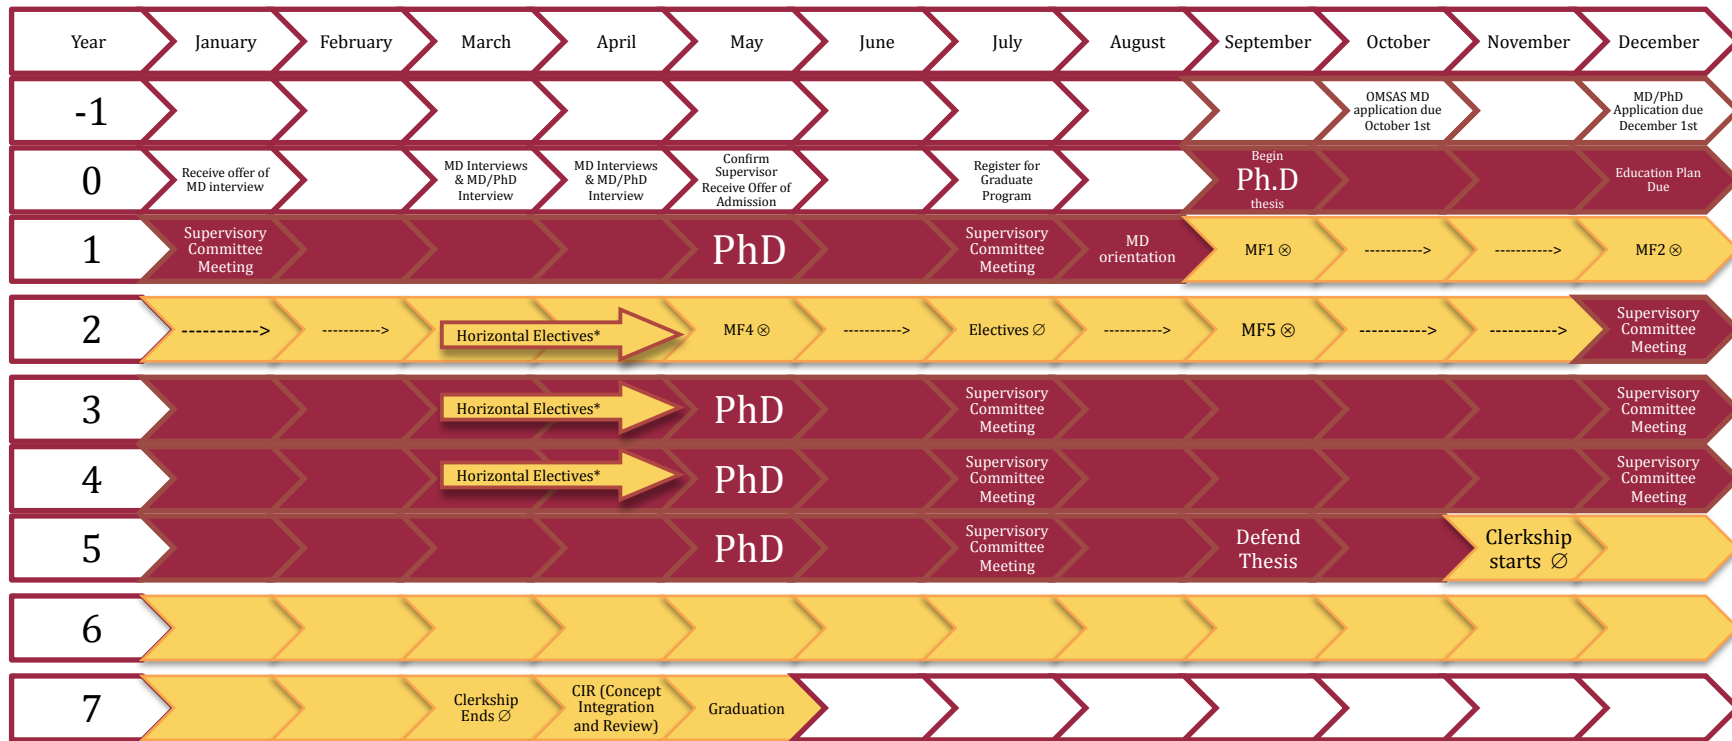 Year January February March April May June July August September October November December
-1
OMSAS MD
application due
October 1st
MD/PhD
Application due
December 1st
0
Receive offer of
MD interview
MD Interviews
& MD/PhD
Interview
MD Interviews
& MD/PhD
Interview
Confirm
Supervisor
Receive Offer of
Admission
Register for
Graduate
Program
Begin
Ph.D
thesis
Education Plan
Due
1
Supervisory
Committee
Meeting
PhD
Supervisory
Committee
Meeting
MD
orientation
MF1 ⊗
----------->
----------->
MF2 ⊗
2
----------->
----------->
Horizontal Electives*
MF4 ⊗
----------->
Electives ∅
----------->
MF5 ⊗
----------->
----------->
Supervisory
Committee
Meeting
3
Horizontal Electives*
PhD
Supervisory
Committee
Meeting
Supervisory
Committee
Meeting
4
Horizontal Electives*
PhD
Supervisory
Committee
Meeting
Supervisory
Committee
Meeting
5
PhD
Supervisory
Committee
Meeting
Defend
Thesis
Clerkship
starts ∅
6
7
Clerkship
Ends ∅
CIR (Concept
Integration
and Review)
Graduation